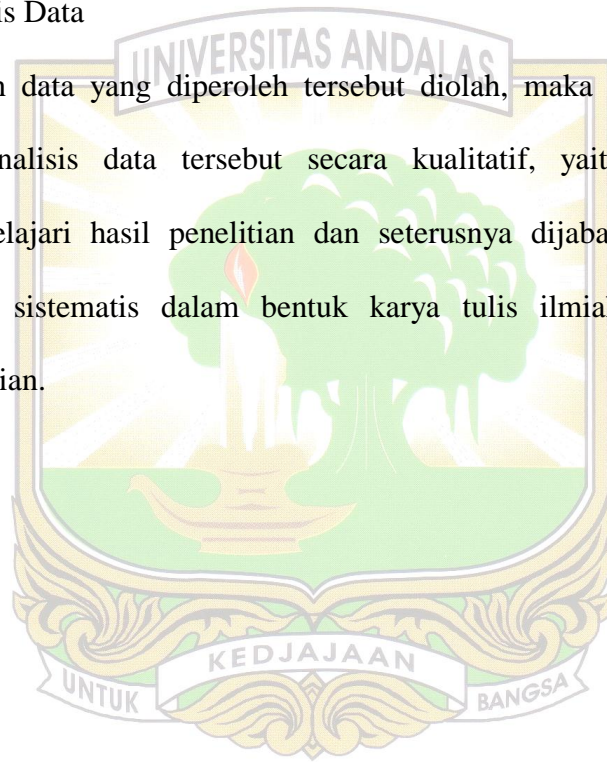 is Data
UNIVERSITAS ANDALAS
n data yang diperoleh tersebut diolah, maka
nalisis data tersebut secara kualitatif, yait
elajari hasil penelitian dan seterusnya dijaba
sistematis dalam bentuk karya tulis ilmia
ian.
KEDJAJAAN
UNTUK
BANGSA